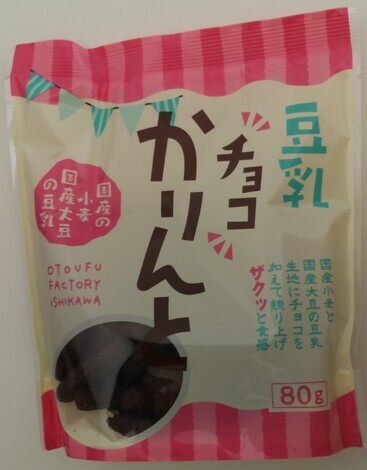 豆乳
チョコ
かりんと
国産の
小麦
国産大豆
の豆乳
OTOUFU
FACTORY
ISHIKAWA
国産小麦と
国産大豆の豆乳
生地にチョコを
加えて練り上げ
ザクッと食感
80g